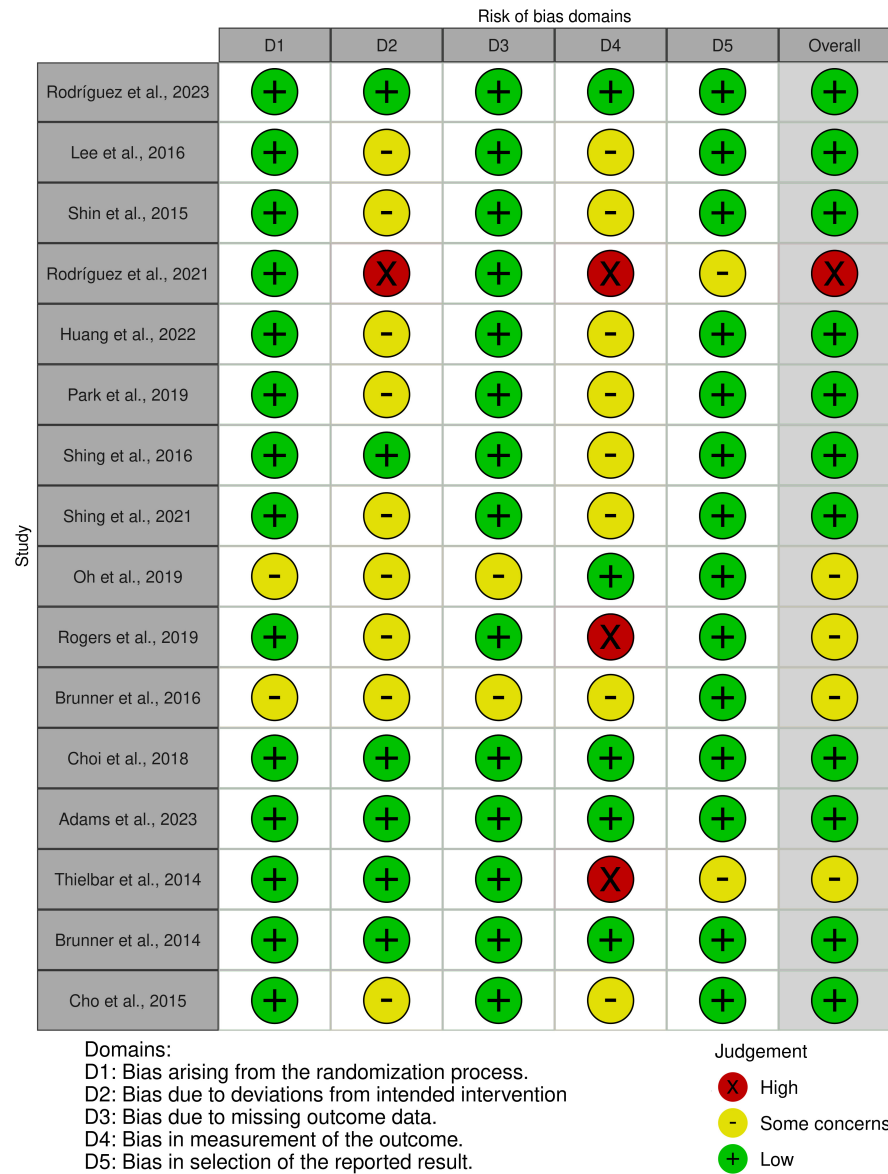 Risk of bias domains
D1 D2 D3 D4 D5 Overall
Study
Rodríguez et al., 2023 + + + + + +
Lee et al., 2016 + - + - + +
Shin et al., 2015 + - + - + +
Rodríguez et al., 2021 + X + X - X
Huang et al., 2022 + - + - + +
Park et al., 2019 + - + - + +
Shing et al., 2016 + + + - + +
Shing et al., 2021 + - + - + +
Oh et al., 2019 - - - + + -
Rogers et al., 2019 + - + X + -
Brunner et al., 2016 - - - - + -
Choi et al., 2018 + + + + + +
Adams et al., 2023 + + + + + +
Thielbar et al., 2014 + + + X - -
Brunner et al., 2014 + + + + + +
Cho et al., 2015 + - + - + +
Domains:
D1: Bias arising from the randomization process.
D2: Bias due to deviations from intended intervention
D3: Bias due to missing outcome data.
D4: Bias in measurement of the outcome.
D5: Bias in selection of the reported result.
Judgement
X High
- Some concerns
+ Low